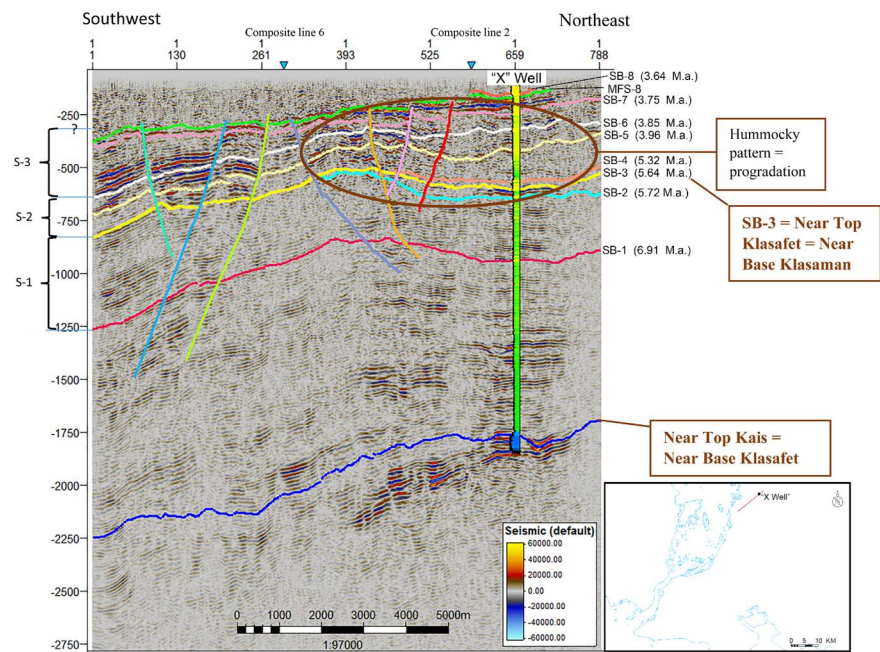 Southwest
Northeast
Composite line 6
Composite line 2
1 130 261 393 525 659 788
1 1
"X" Well
SB-8 (3.64 M.a.)
MFS-8
SB-7 (3.75 M.a.)
SB-6 (3.85 M.a.)
SB-5 (3.96 M.a.)
SB-4 (5.32 M.a.)
SB-3 (5.64 M.a.)
SB-2 (5.72 M.a.)
SB-1 (6.91 M.a.)
Hummocky
pattern =
progradation
SB-3 = Near Top
Klasafet = Near
Base Klasaman
Near Top Kais =
Near Base Klasafet
?
S-3
S-2
S-1
-250
-500
-750
-1000
-1250
-1500
-1750
-2000
-2250
-2500
-2750
Seismic (default)
60000.00
40000.00
20000.00
0.00
-20000.00
-40000.00
-60000.00
0 1000 2000 3000 4000 5000m
1:97000
"X Well"
0 5 10 KM